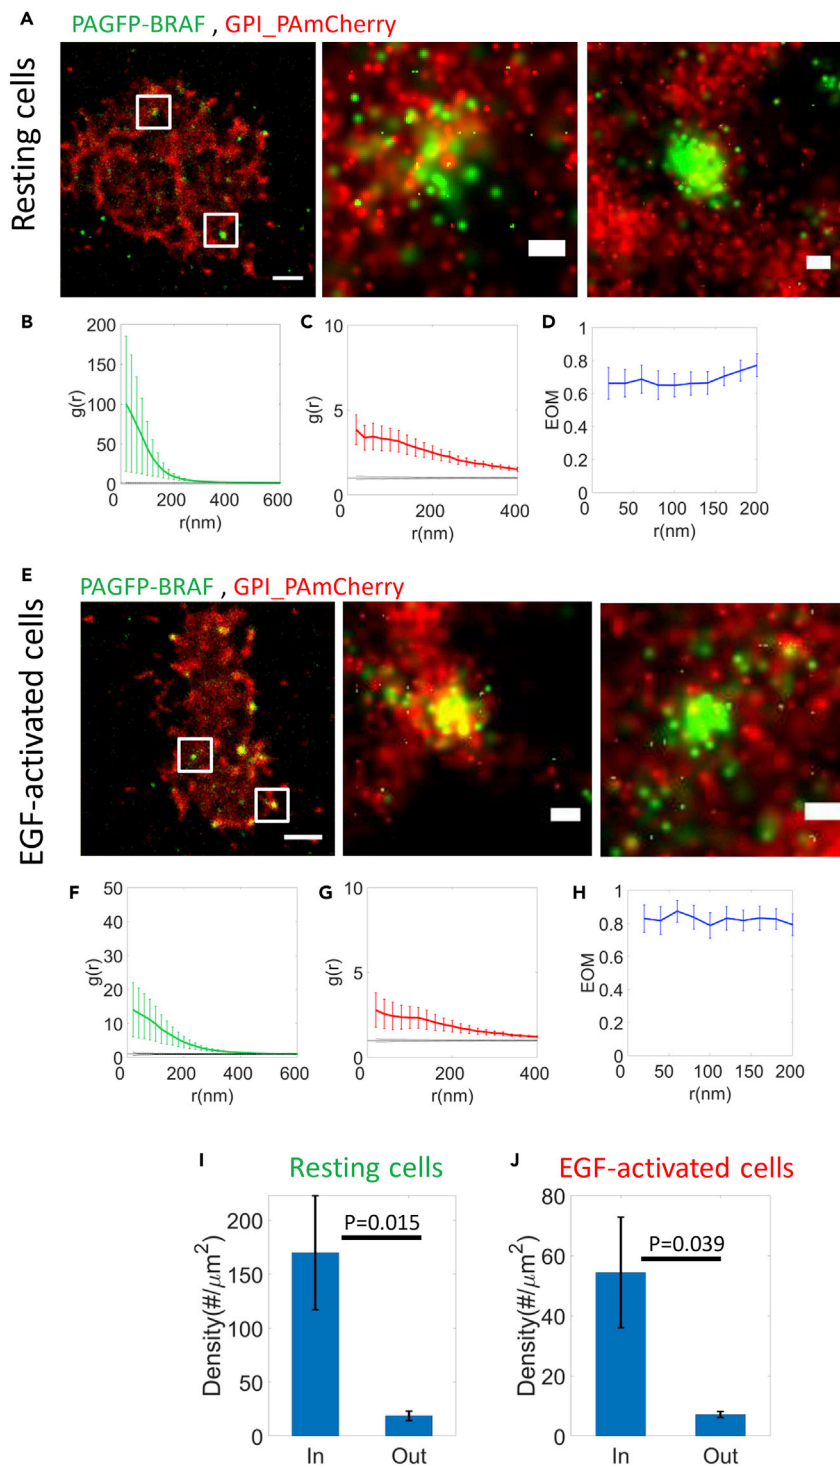 A
PAGFP-BRAF , GPI_PAmCherry
Resting cells
B
200
150
100
50
0
g(r)
0 200 400 600
r(nm)
C
10
5
0
g(r)
0 200 400
r(nm)
D
1
0.8
0.6
0.4
0.2
0
EOM
0 50 100 150 200
r(nm)
E
PAGFP-BRAF , GPI_PAmCherry
EGF-activated cells
F
50
40
30
20
10
0
g(r)
0 200 400 600
r(nm)
G
10
5
0
g(r)
0 200 400
r(nm)
H
1
0.8
0.6
0.4
0.2
0
EOM
0 50 100 150 200
r(nm)
I
Resting cells
200
150
100
50
0
Density(#/μm²)
P=0.015
In Out
J
EGF-activated cells
80
60
40
20
0
Density(#/μm²)
P=0.039
In Out